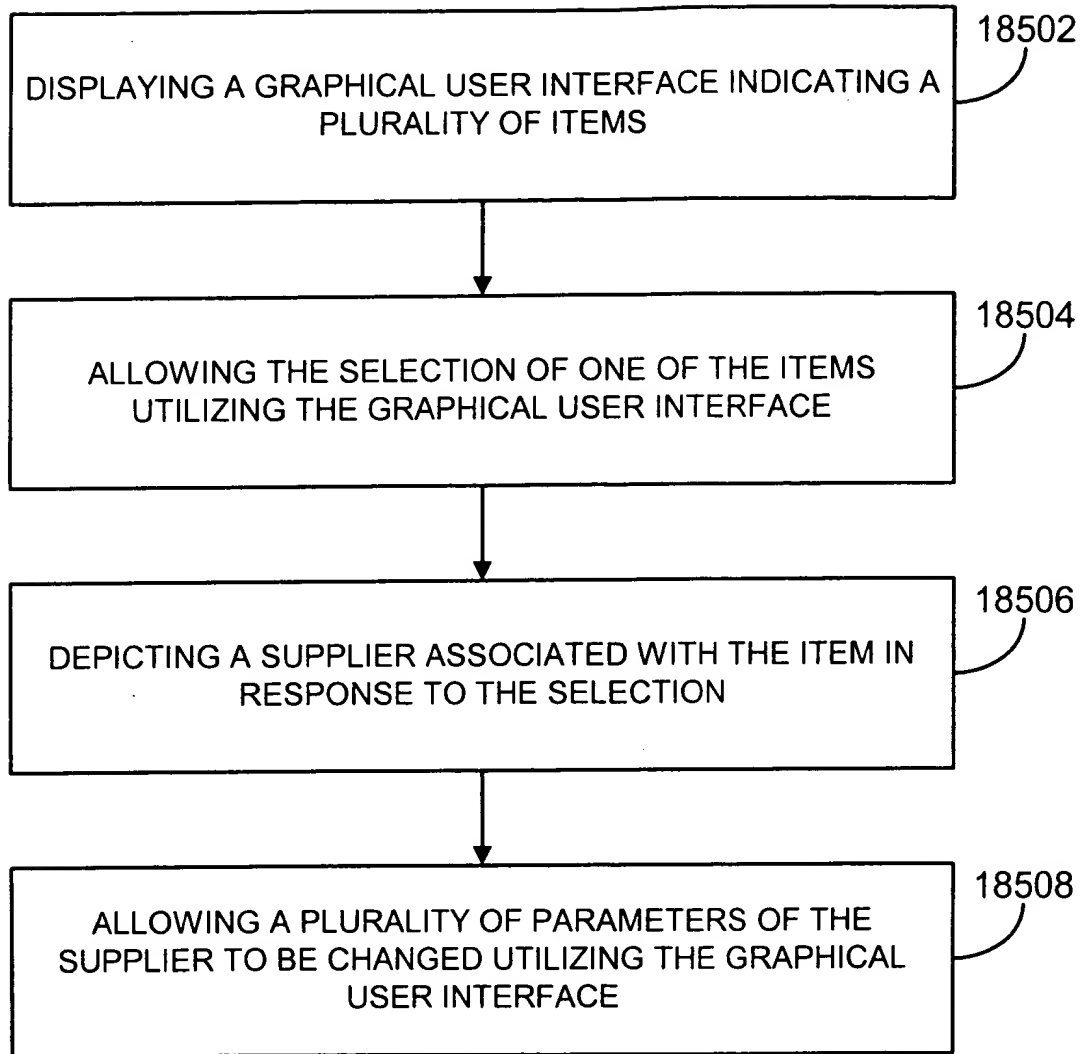 18502
DISPLAYING A GRAPHICAL USER INTERFACE INDICATING A
PLURALITY OF ITEMS
18504
ALLOWING THE SELECTION OF ONE OF THE ITEMS
UTILIZING THE GRAPHICAL USER INTERFACE
18506
DEPICTING A SUPPLIER ASSOCIATED WITH THE ITEM IN
RESPONSE TO THE SELECTION
18508
ALLOWING A PLURALITY OF PARAMETERS OF THE
SUPPLIER TO BE CHANGED UTILIZING THE GRAPHICAL
USER INTERFACE